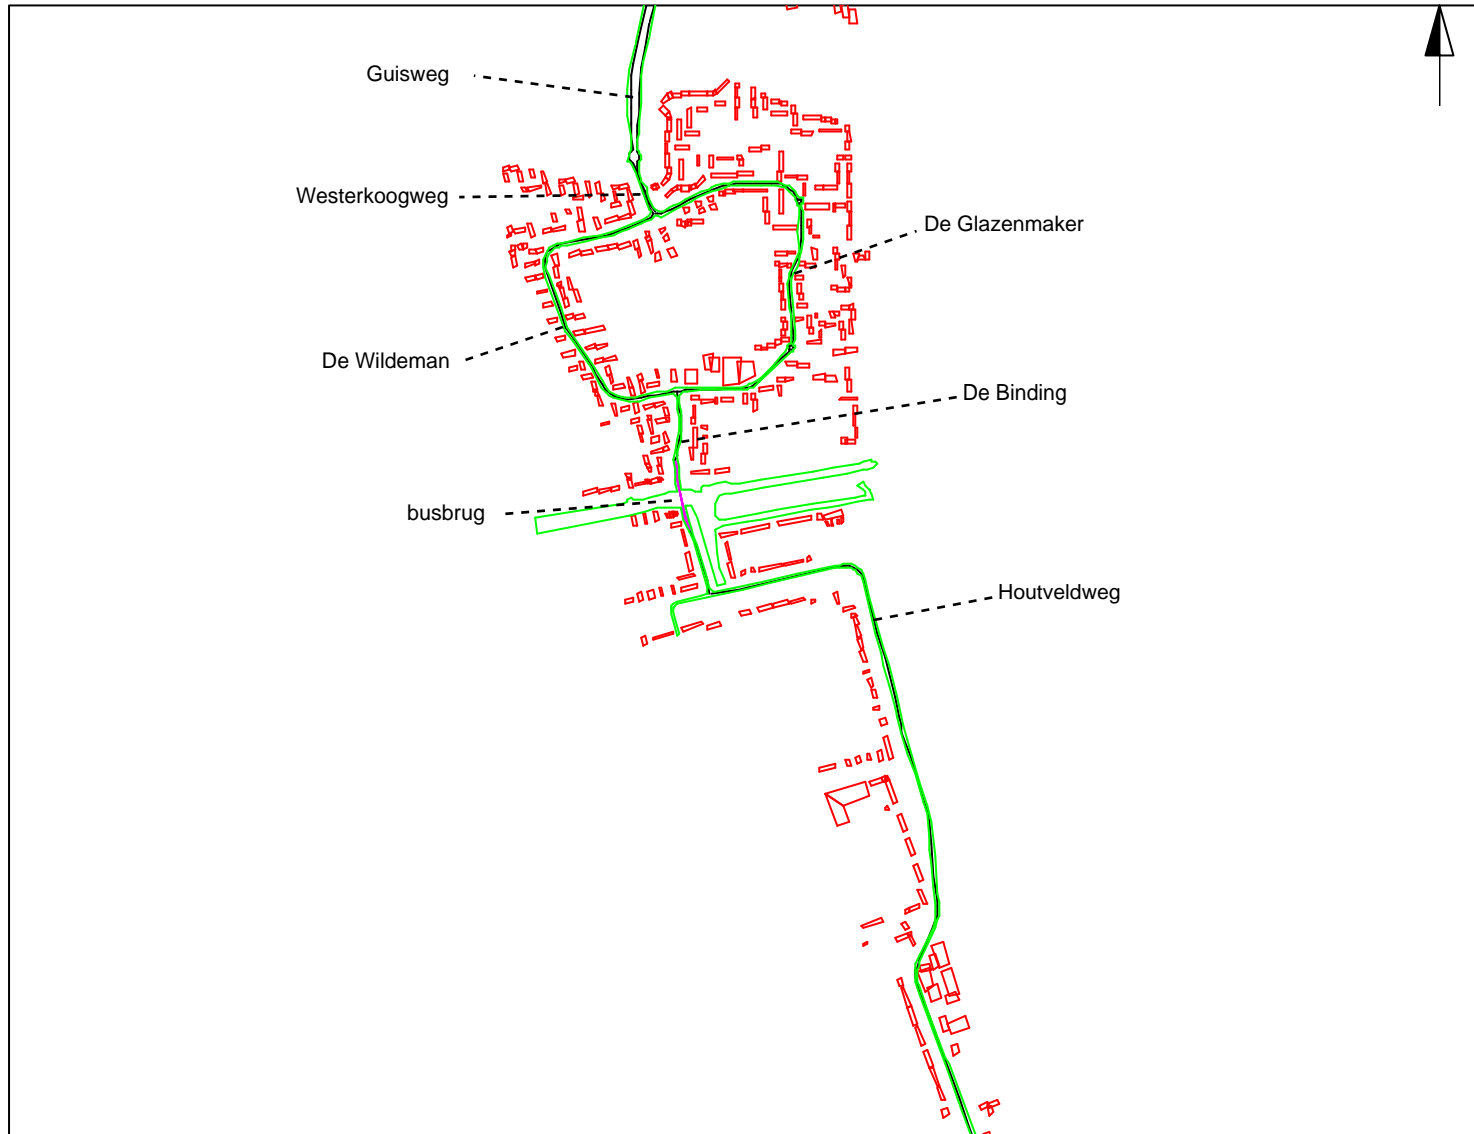 Guisweg
Westerkoogweg
De Glazenmaker
De Wildeman
De Binding
busbrug
Houtveldweg